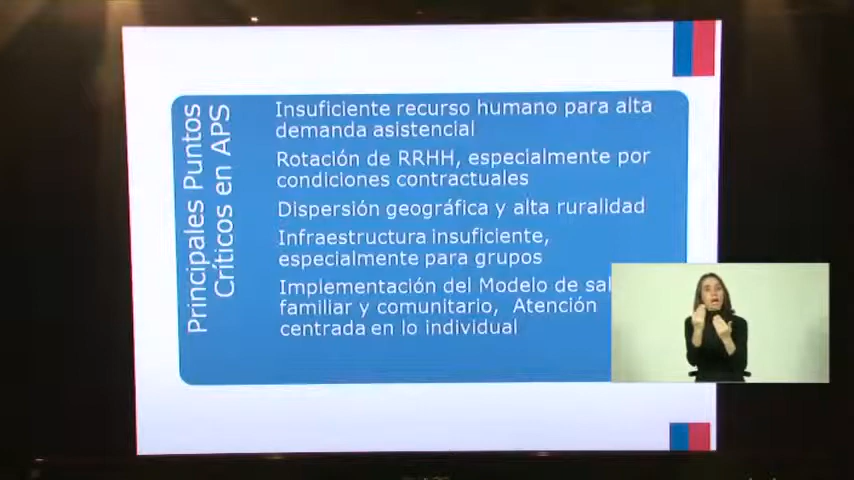 Principales Puntos
Críticos en APS
Insuficiente recurso humano para alta
demanda asistencial
Rotación de RRHH, especialmente por
condiciones contractuales
Dispersión geográfica y alta ruralidad
Infraestructura insuficiente,
especialmente para grupos
Implementación del Modelo de sal
familiar y comunitario, Atención
centrada en lo individual